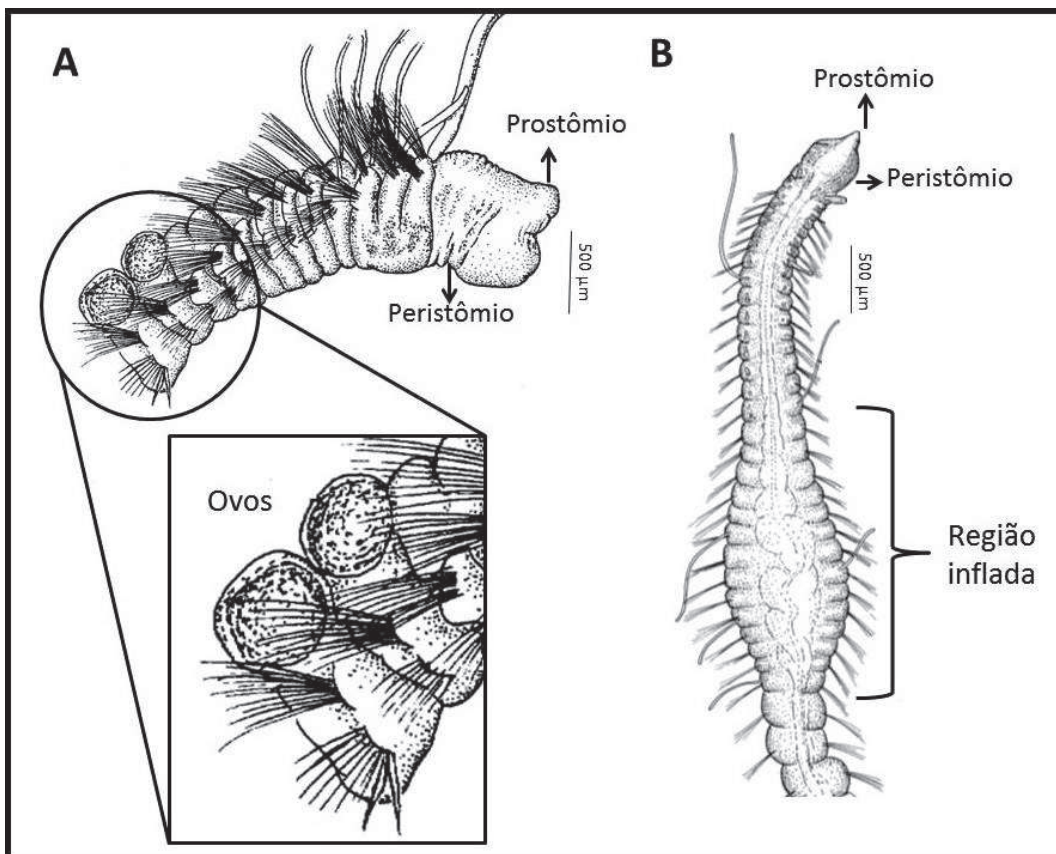 A
Prostômio
500 µm
Peristômio
Ovos
B
Prostômio
Peristômio
500 µm
Região
inflada